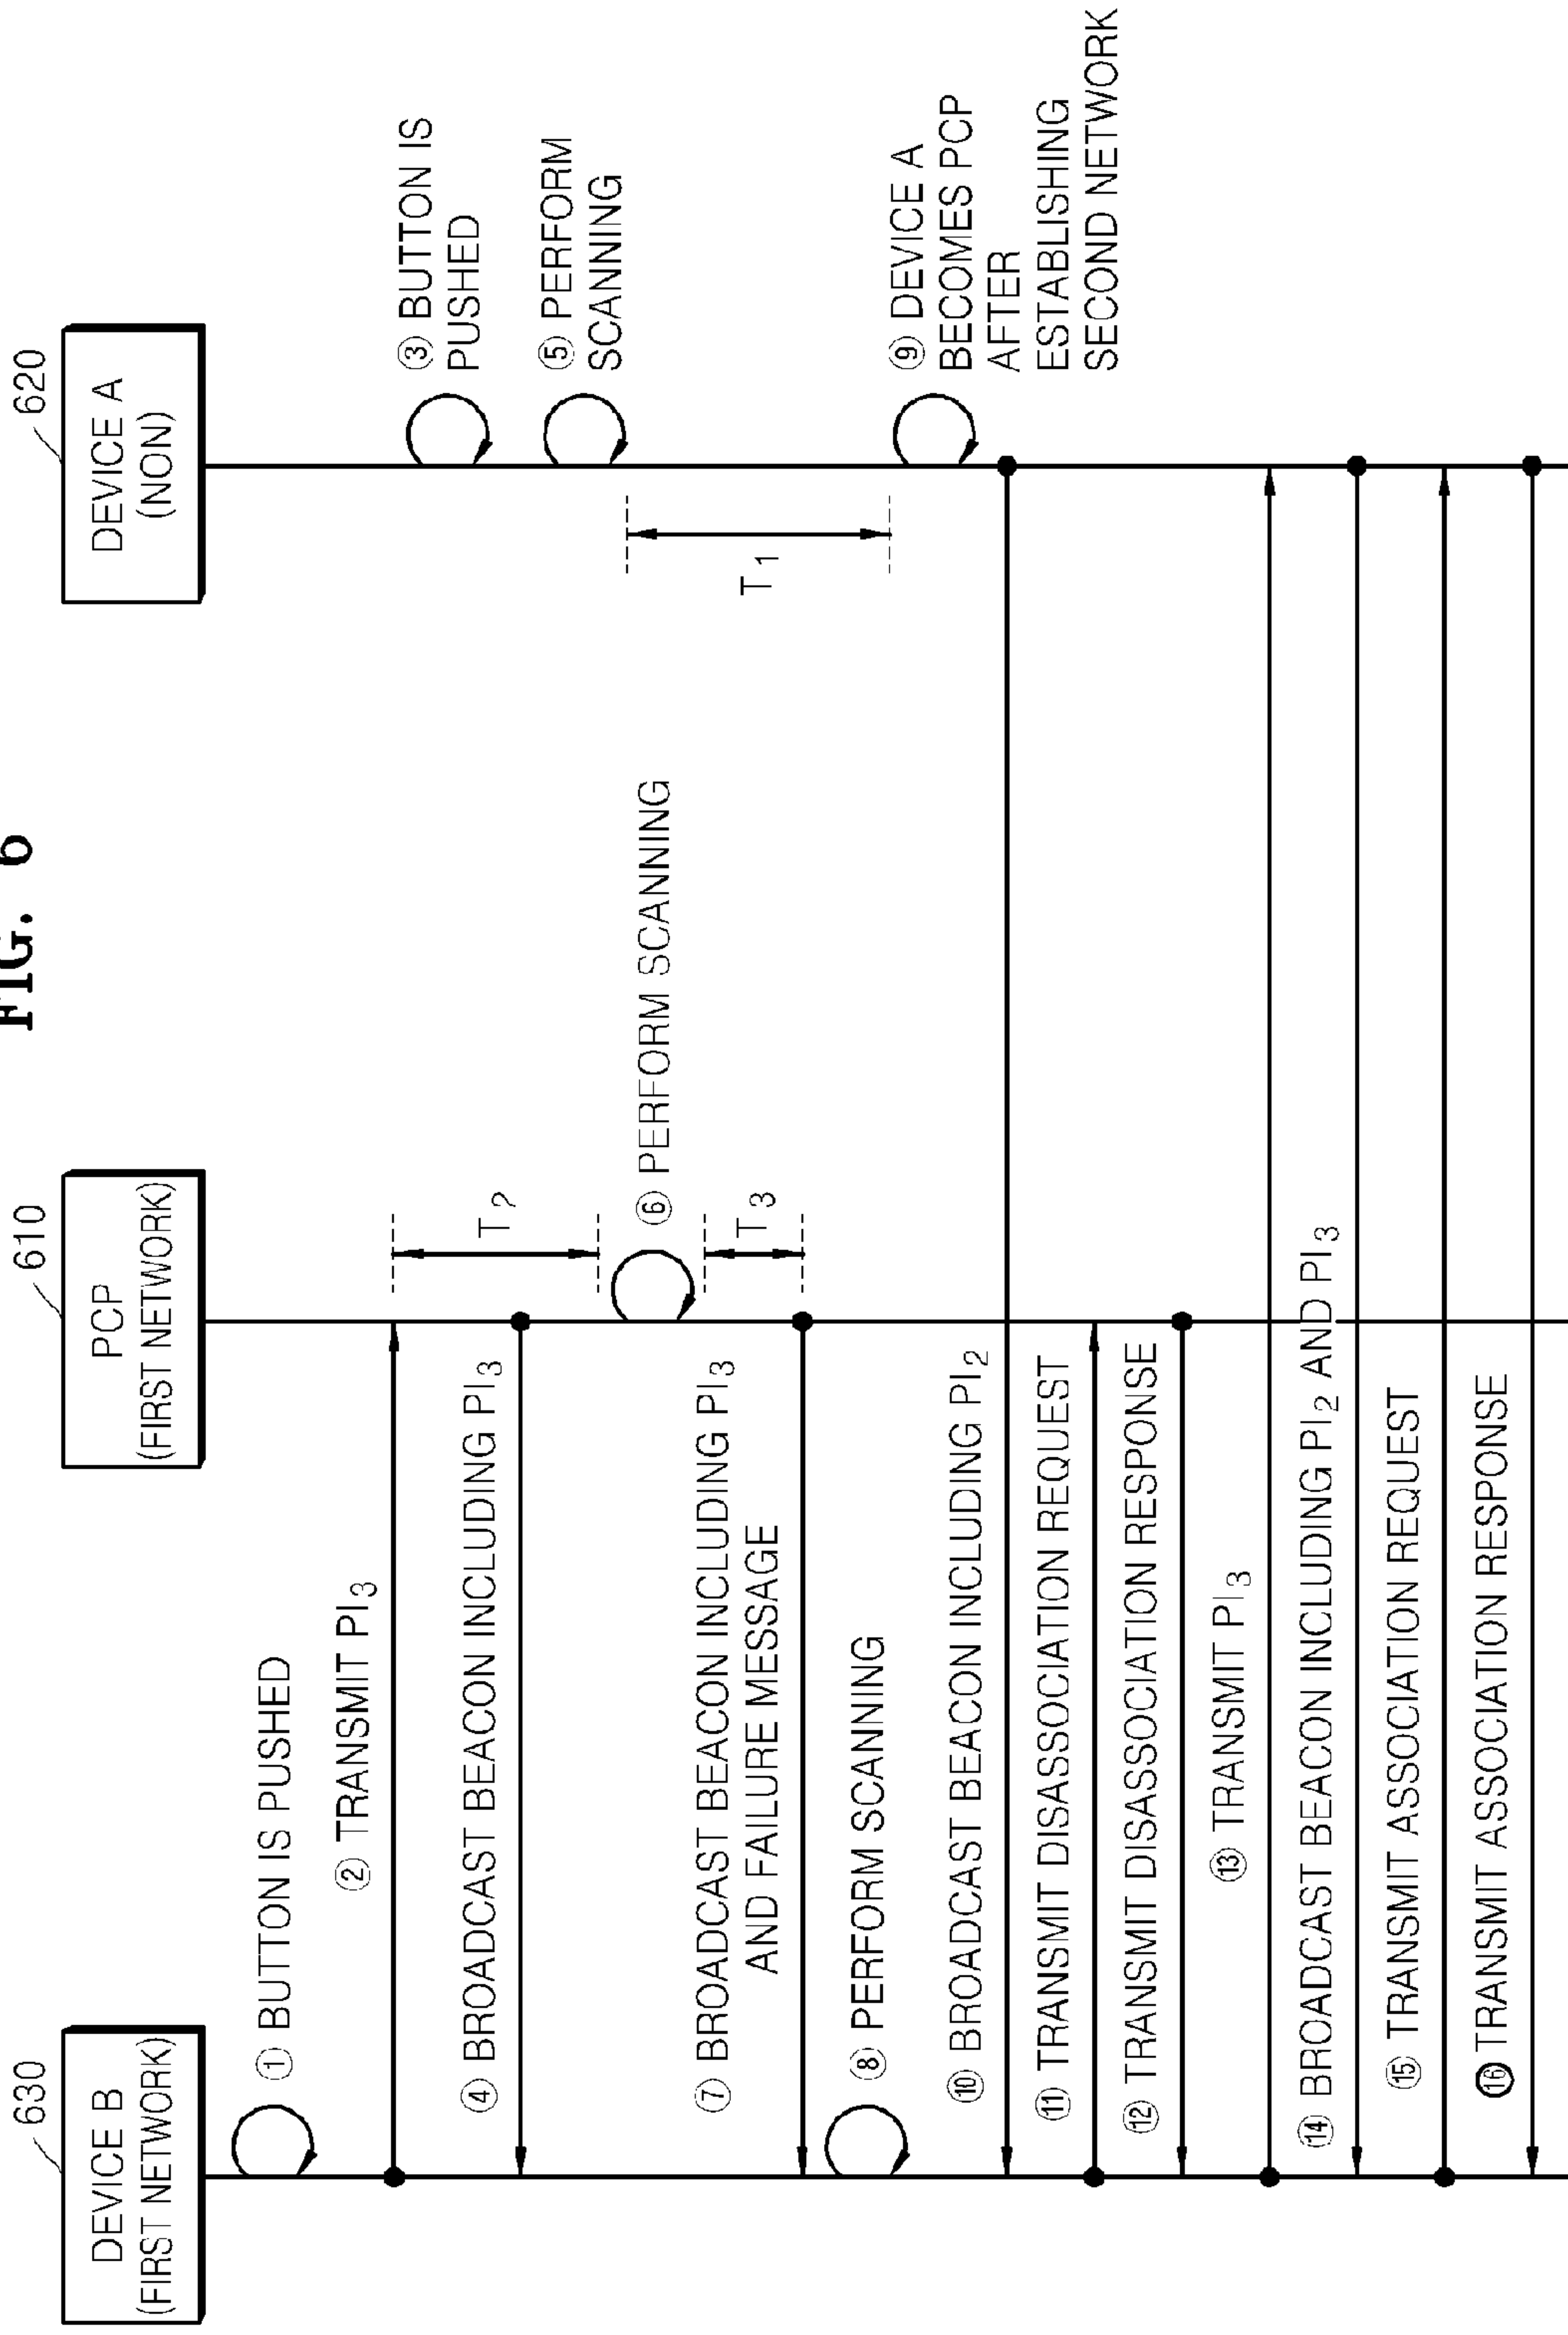 FIG. 6
630
DEVICE B
(FIRST NETWORK)
610
PCP
(FIRST NETWORK)
620
DEVICE A
(NON)
① BUTTON IS PUSHED
② TRANSMIT PI3
③ BUTTON IS
PUSHED
④ BROADCAST BEACON INCLUDING PI3
T2
⑤ PERFORM
SCANNING
⑥ PERFORM SCANNING
T3
T1
⑦ BROADCAST BEACON INCLUDING PI3
AND FAILURE MESSAGE
⑧ PERFORM SCANNING
⑨ DEVICE A
BECOMES PCP
AFTER
ESTABLISHING
SECOND NETWORK
⑩ BROADCAST BEACON INCLUDING PI2
⑪ TRANSMIT DISASSOCIATION REQUEST
⑫ TRANSMIT DISASSOCIATION RESPONSE
⑬ TRANSMIT PI3
⑭ BROADCAST BEACON INCLUDING PI2 AND PI3
⑮ TRANSMIT ASSOCIATION REQUEST
⑯ TRANSMIT ASSOCIATION RESPONSE